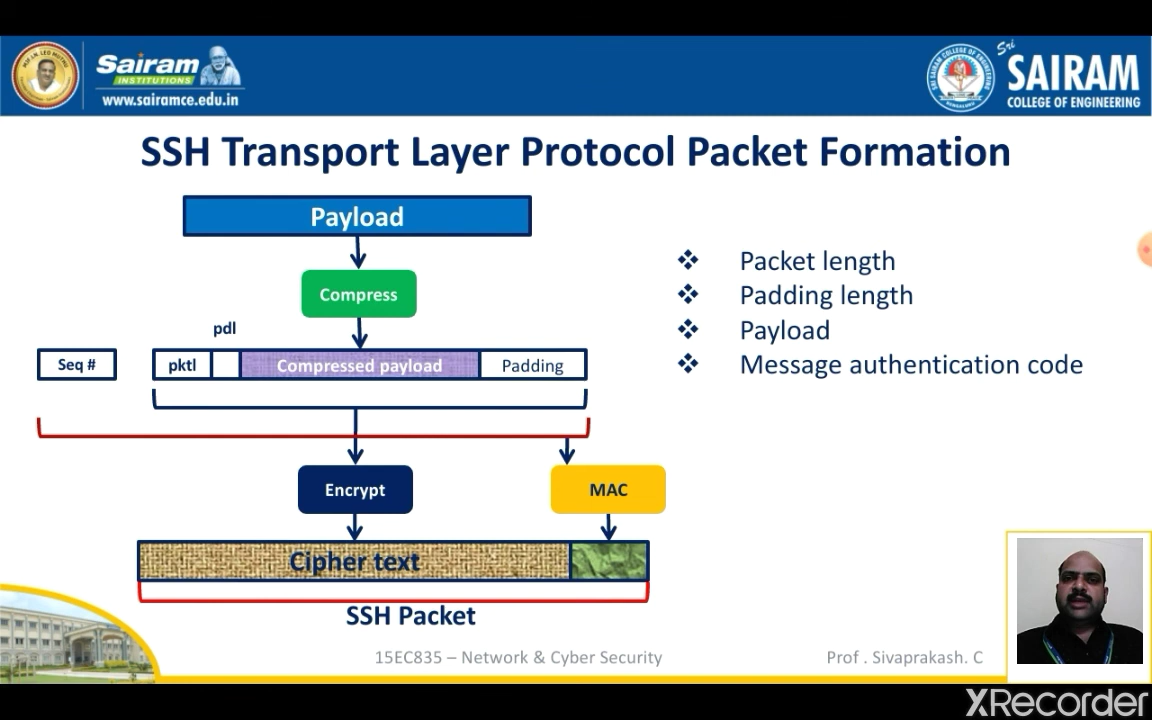 Sairam
INSTITUTIONS
www.sairamce.edu.in
Sri
SAIRAM
COLLEGE OF ENGINEERING
SSH Transport Layer Protocol Packet Formation
Payload
Compress
pdl
Seq #
pktl
Compressed payload
Padding
Encrypt
MAC
Cipher text
SSH Packet
❖ Packet length
❖ Padding length
❖ Payload
❖ Message authentication code
15EC835 – Network & Cyber Security
Prof . Sivaprakash. C
XRecorder